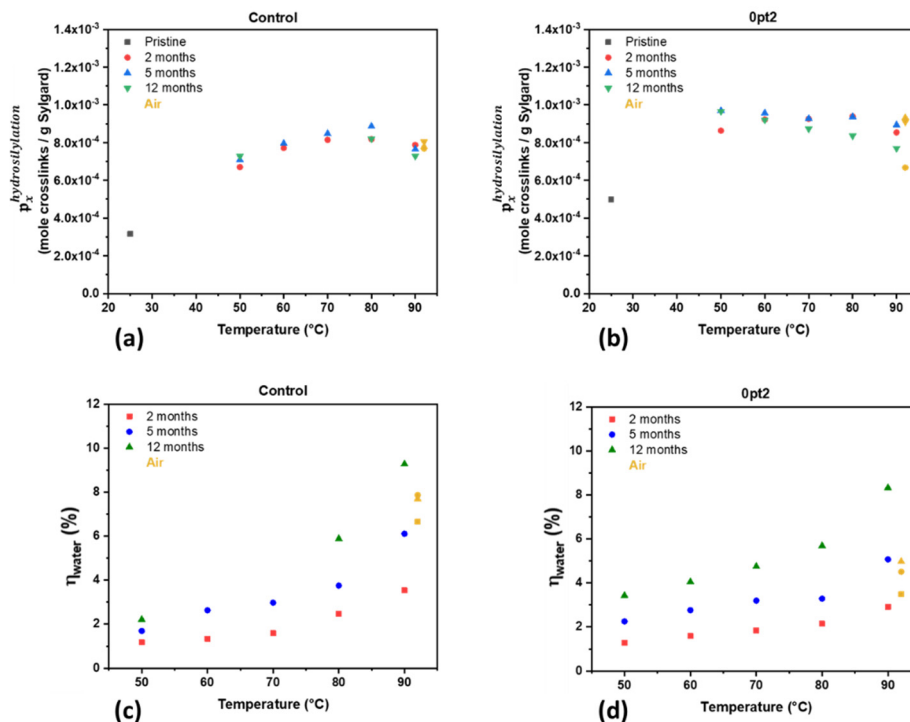 Control
1.4x10⁻³
1.2x10⁻³
1.0x10⁻³
8.0x10⁻⁴
6.0x10⁻⁴
4.0x10⁻⁴
2.0x10⁻⁴
0.0
Pristine
2 months
5 months
12 months
Air
pₓʰʸᵈʳᵒˢⁱˡʸˡᵃᵗⁱᵒⁿ
(mole crosslinks / g Sylgard)
20 30 40 50 60 70 80 90
Temperature (°C)
(a)
0pt2
1.4x10⁻³
1.2x10⁻³
1.0x10⁻³
8.0x10⁻⁴
6.0x10⁻⁴
4.0x10⁻⁴
2.0x10⁻⁴
0.0
Pristine
2 months
5 months
12 months
Air
pₓʰʸᵈʳᵒˢⁱˡʸˡᵃᵗⁱᵒⁿ
(mole crosslinks / g Sylgard)
20 30 40 50 60 70 80 90
Temperature (°C)
(b)
Control
12
10
8
6
4
2
0
2 months
5 months
12 months
Air
ηwater (%)
50 60 70 80 90
Temperature (°C)
(c)
0pt2
12
10
8
6
4
2
0
2 months
5 months
12 months
Air
ηwater (%)
50 60 70 80 90
Temperature (°C)
(d)